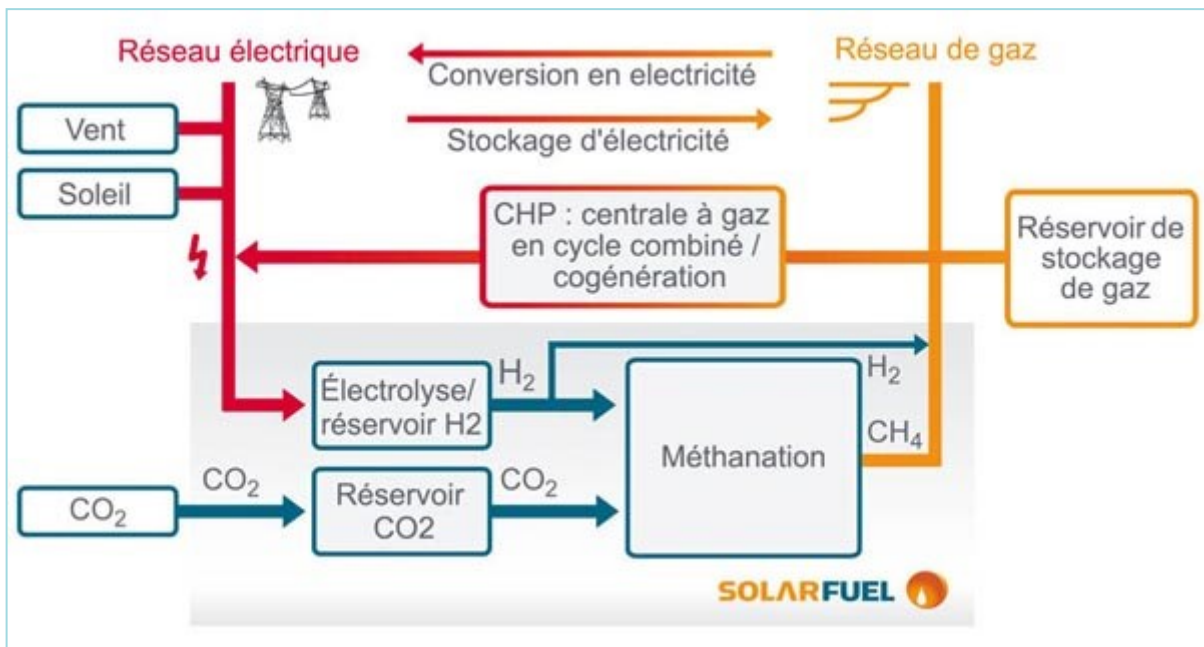 Réseau électrique
Réseau de gaz
Conversion en electricité
Stockage d'électricité
Vent
Soleil
CHP : centrale à gaz
en cycle combiné /
cogénération
Réservoir de
stockage
de gaz
Électrolyse/
réservoir H2
H₂
H₂
Méthanation
CH₄
CO₂
CO₂
Réservoir
CO2
CO₂
SOLARFUEL